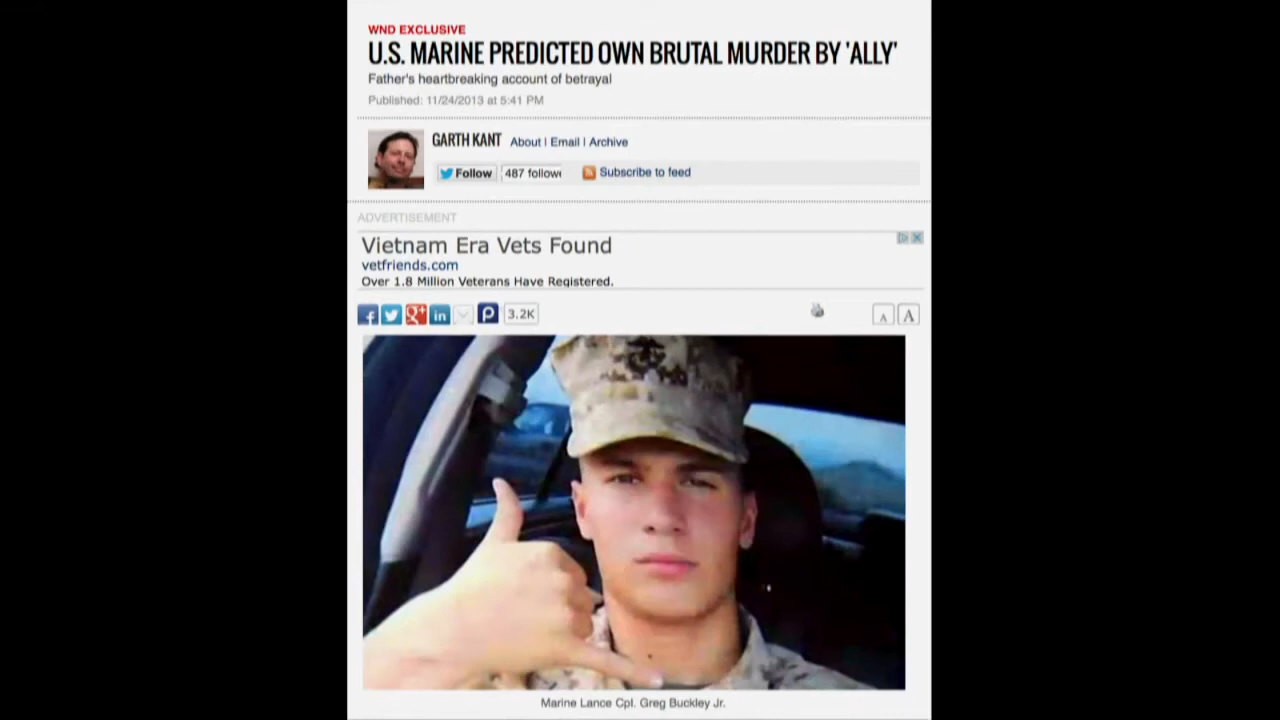 WND EXCLUSIVE
U.S. MARINE PREDICTED OWN BRUTAL MURDER BY 'ALLY'
Father's heartbreaking account of betrayal
Published: 11/24/2013 at 5:41 PM
GARTH KANT About | Email | Archive
Follow 487 followe Subscribe to feed
ADVERTISEMENT
Vietnam Era Vets Found
vetfriends.com
Over 1.8 Million Veterans Have Registered.
f g+ in P 3.2K A A
Marine Lance Cpl. Greg Buckley Jr.